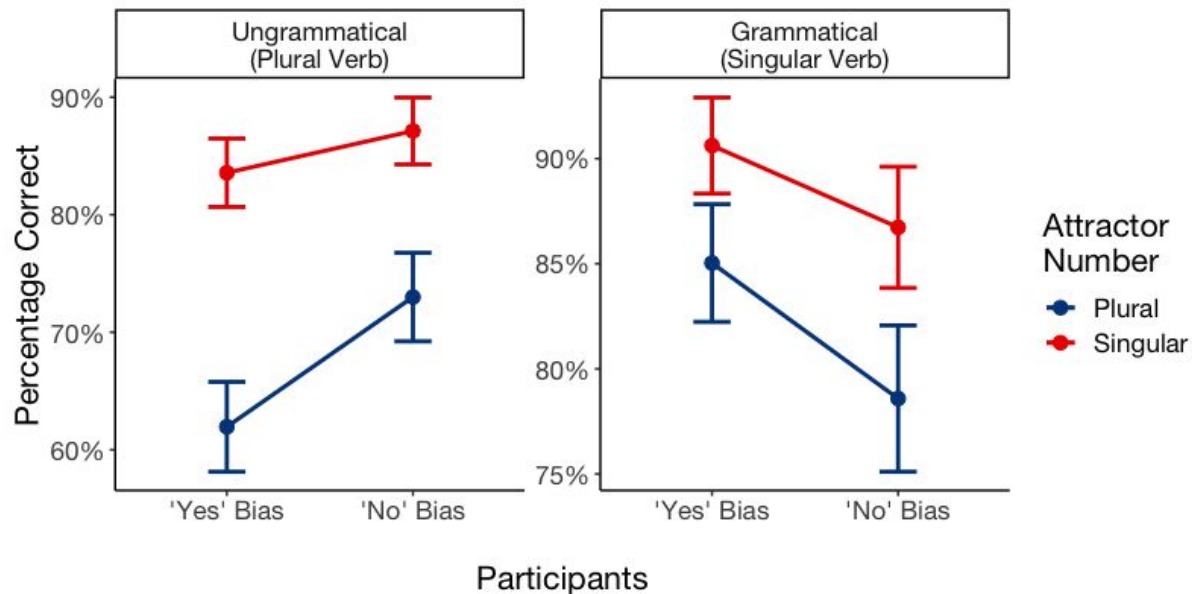 Ungrammatical
(Plural Verb)
Grammatical
(Singular Verb)
Percentage Correct
90%
80%
70%
60%
90%
85%
80%
75%
'Yes' Bias
'No' Bias
'Yes' Bias
'No' Bias
Participants
Attractor
Number
Plural
Singular